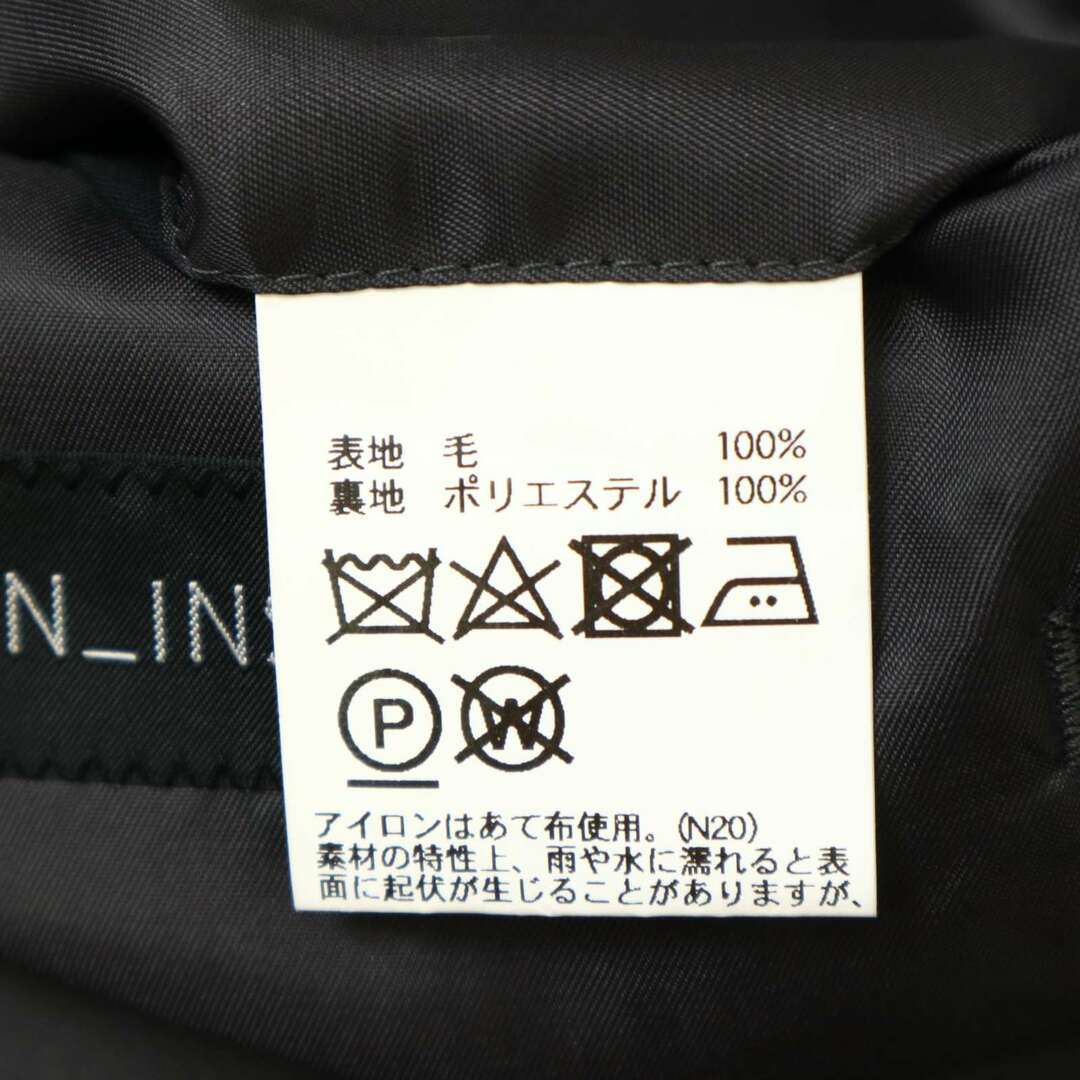 表地 毛 100%
裏地 ポリエステル 100%
N_IN
P
W
アイロンはあて布使用。(N20)
素材の特性上、雨や水に濡れると表
面に起伏が生じることがありますが、